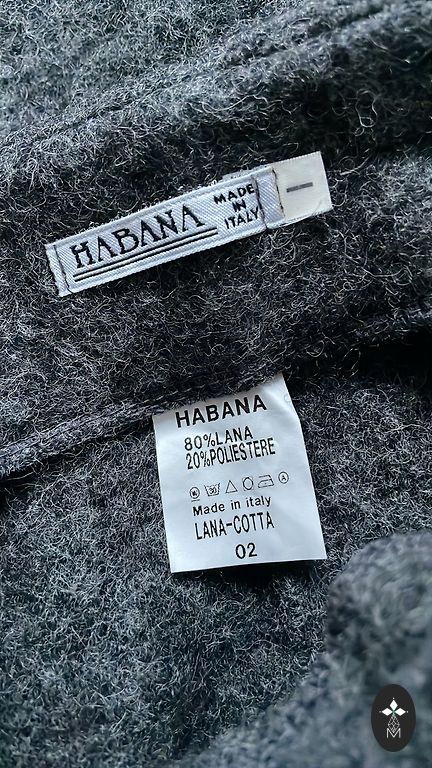 HABANA
MADE
IN
ITALY
HABANA
80%LANA
20%POLIESTERE
Made in italy
LANA-COTTA
02